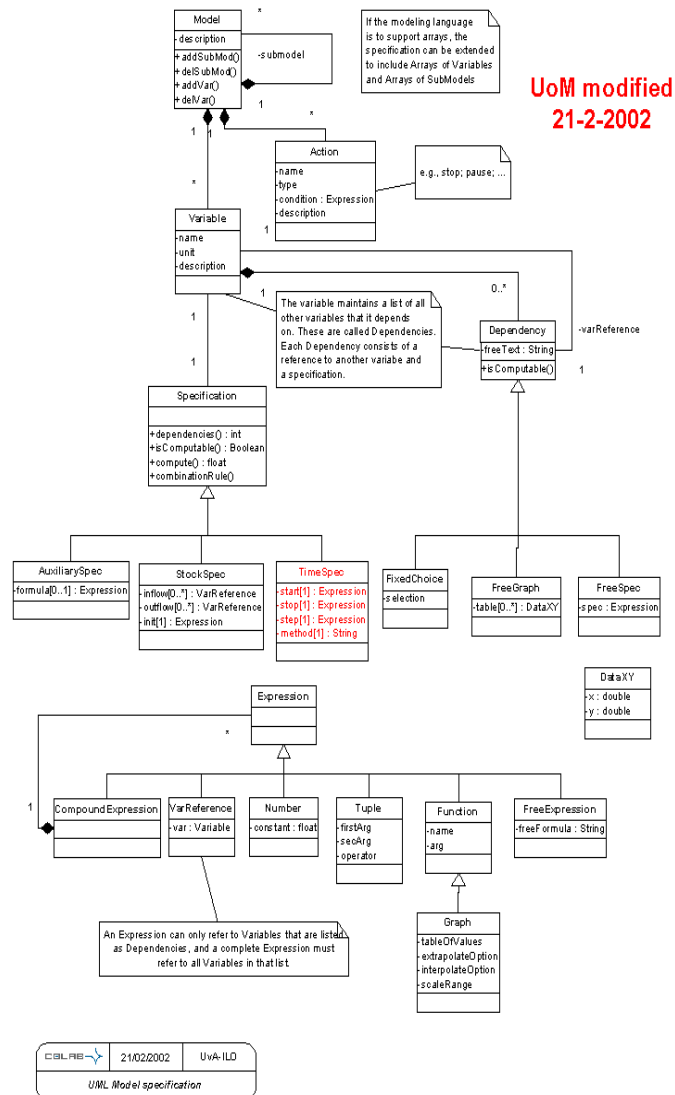 Model
-description
+addSubMod()
+delSubMod()
+addVar()
+delVar()
*
-submodel
1
If the modeling language
is to support arrays, the
specification can be extended
to include Arrays of Variables
and Arrays of SubModels
UoM modified
21-2-2002
1
1
*
*
Action
-name
-type
-condition : Expression
-description
e.g., stop; pause; ...
Variable
-name
-unit
-description
1
1
0..*
-varReference
1
The variable maintains a list of all
other variables that it depends
on. These are called Dependencies.
Each Dependency consists of a
reference to another variabe and
a specification.
Dependency
-freeText : String
+isComputable()
1
1
Specification
+dependencies() : int
+isComputable() : Boolean
+compute() : float
+combinationRule()
AuxiliarySpec
-formula[0..1] : Expression
StockSpec
-inflow[0..*] : VarReference
-outflow[0..*] : VarReference
-init[1] : Expression
TimeSpec
-start[1] : Expression
-stop[1] : Expression
-step[1] : Expression
-method[1] : String
FixedChoice
-selection
FreeGraph
-table[0..*] : DataXY
FreeSpec
-spec : Expression
DataXY
-x : double
-y : double
Expression
*
1
CompoundExpression
VarReference
-var : Variable
Number
-constant : float
Tuple
-firstArg
-secArg
-operator
Function
-name
-arg
FreeExpression
-freeFormula : String
An Expression can only refer to Variables that are listed
as Dependencies, and a complete Expression must
refer to all Variables in that list.
Graph
-tableOfValues
-extrapolateOption
-interpolateOption
-scaleRange
COLAB
21/02/2002
UvA-ILO
UML Model specification